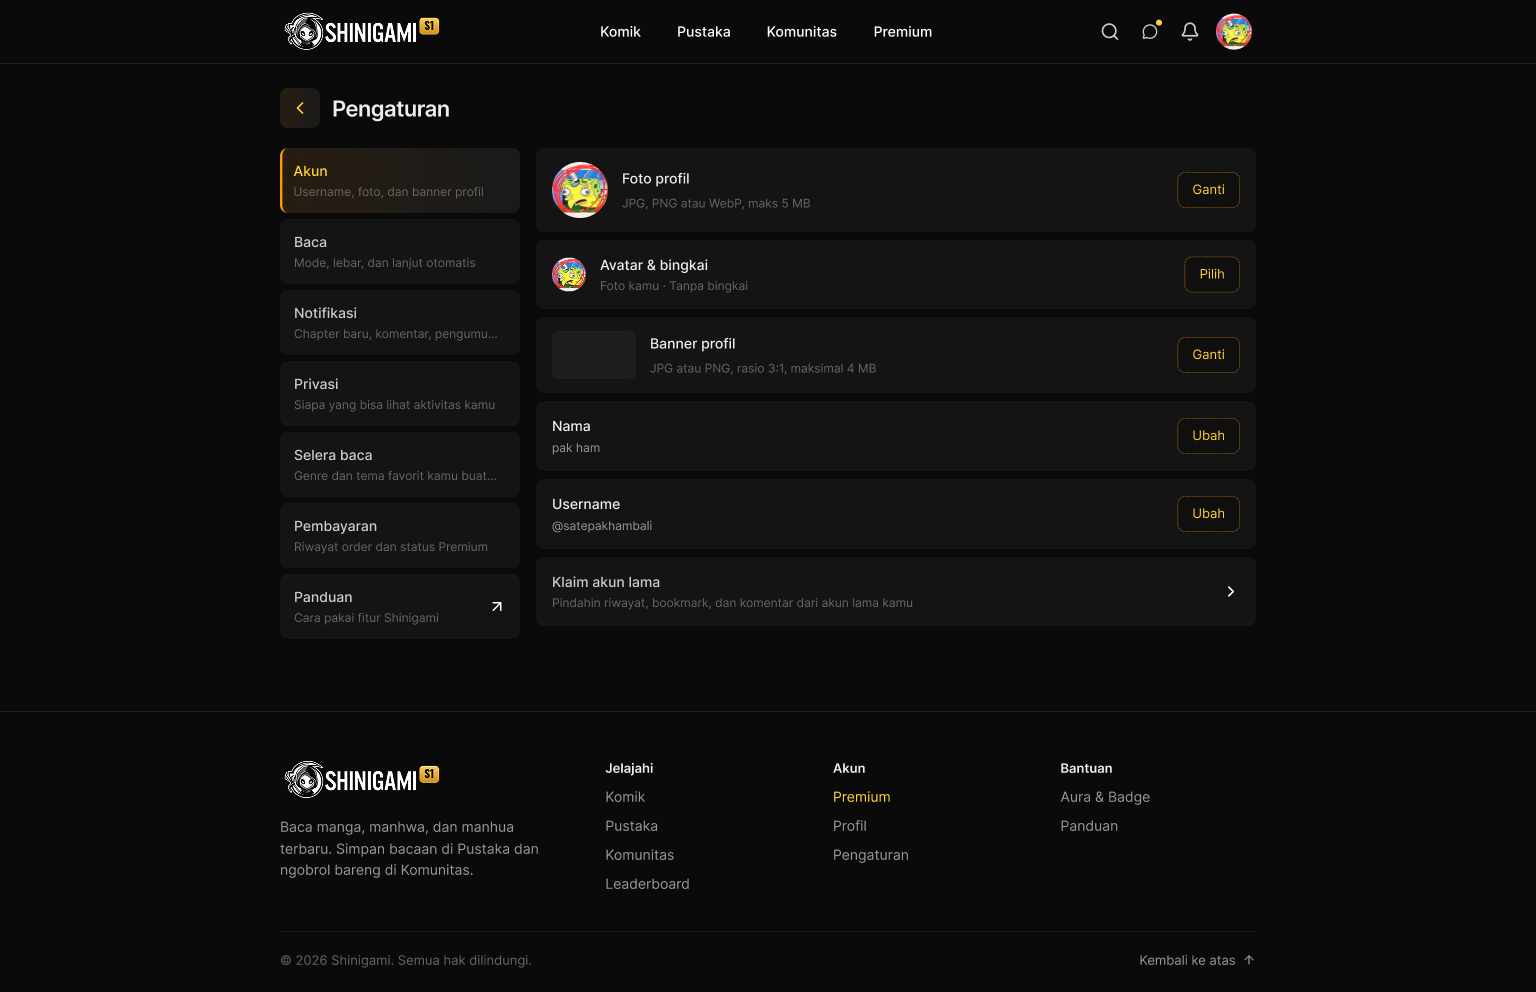 SHINIGAMI S1
Komik
Pustaka
Komunitas
Premium
Pengaturan
Akun
Username, foto, dan banner profil
Baca
Mode, lebar, dan lanjut otomatis
Notifikasi
Chapter baru, komentar, pengumu...
Privasi
Siapa yang bisa lihat aktivitas kamu
Selera baca
Genre dan tema favorit kamu buat...
Pembayaran
Riwayat order dan status Premium
Panduan
Cara pakai fitur Shinigami
Foto profil
JPG, PNG atau WebP, maks 5 MB
Ganti
Avatar & bingkai
Foto kamu · Tanpa bingkai
Pilih
Banner profil
JPG atau PNG, rasio 3:1, maksimal 4 MB
Ganti
Nama
pak ham
Ubah
Username
@satepakhambali
Ubah
Klaim akun lama
Pindahin riwayat, bookmark, dan komentar dari akun lama kamu
SHINIGAMI S1
Baca manga, manhwa, dan manhua
terbaru. Simpan bacaan di Pustaka dan
ngobrol bareng di Komunitas.
Jelajahi
Komik
Pustaka
Komunitas
Leaderboard
Akun
Premium
Profil
Pengaturan
Bantuan
Aura & Badge
Panduan
© 2026 Shinigami. Semua hak dilindungi.
Kembali ke atas